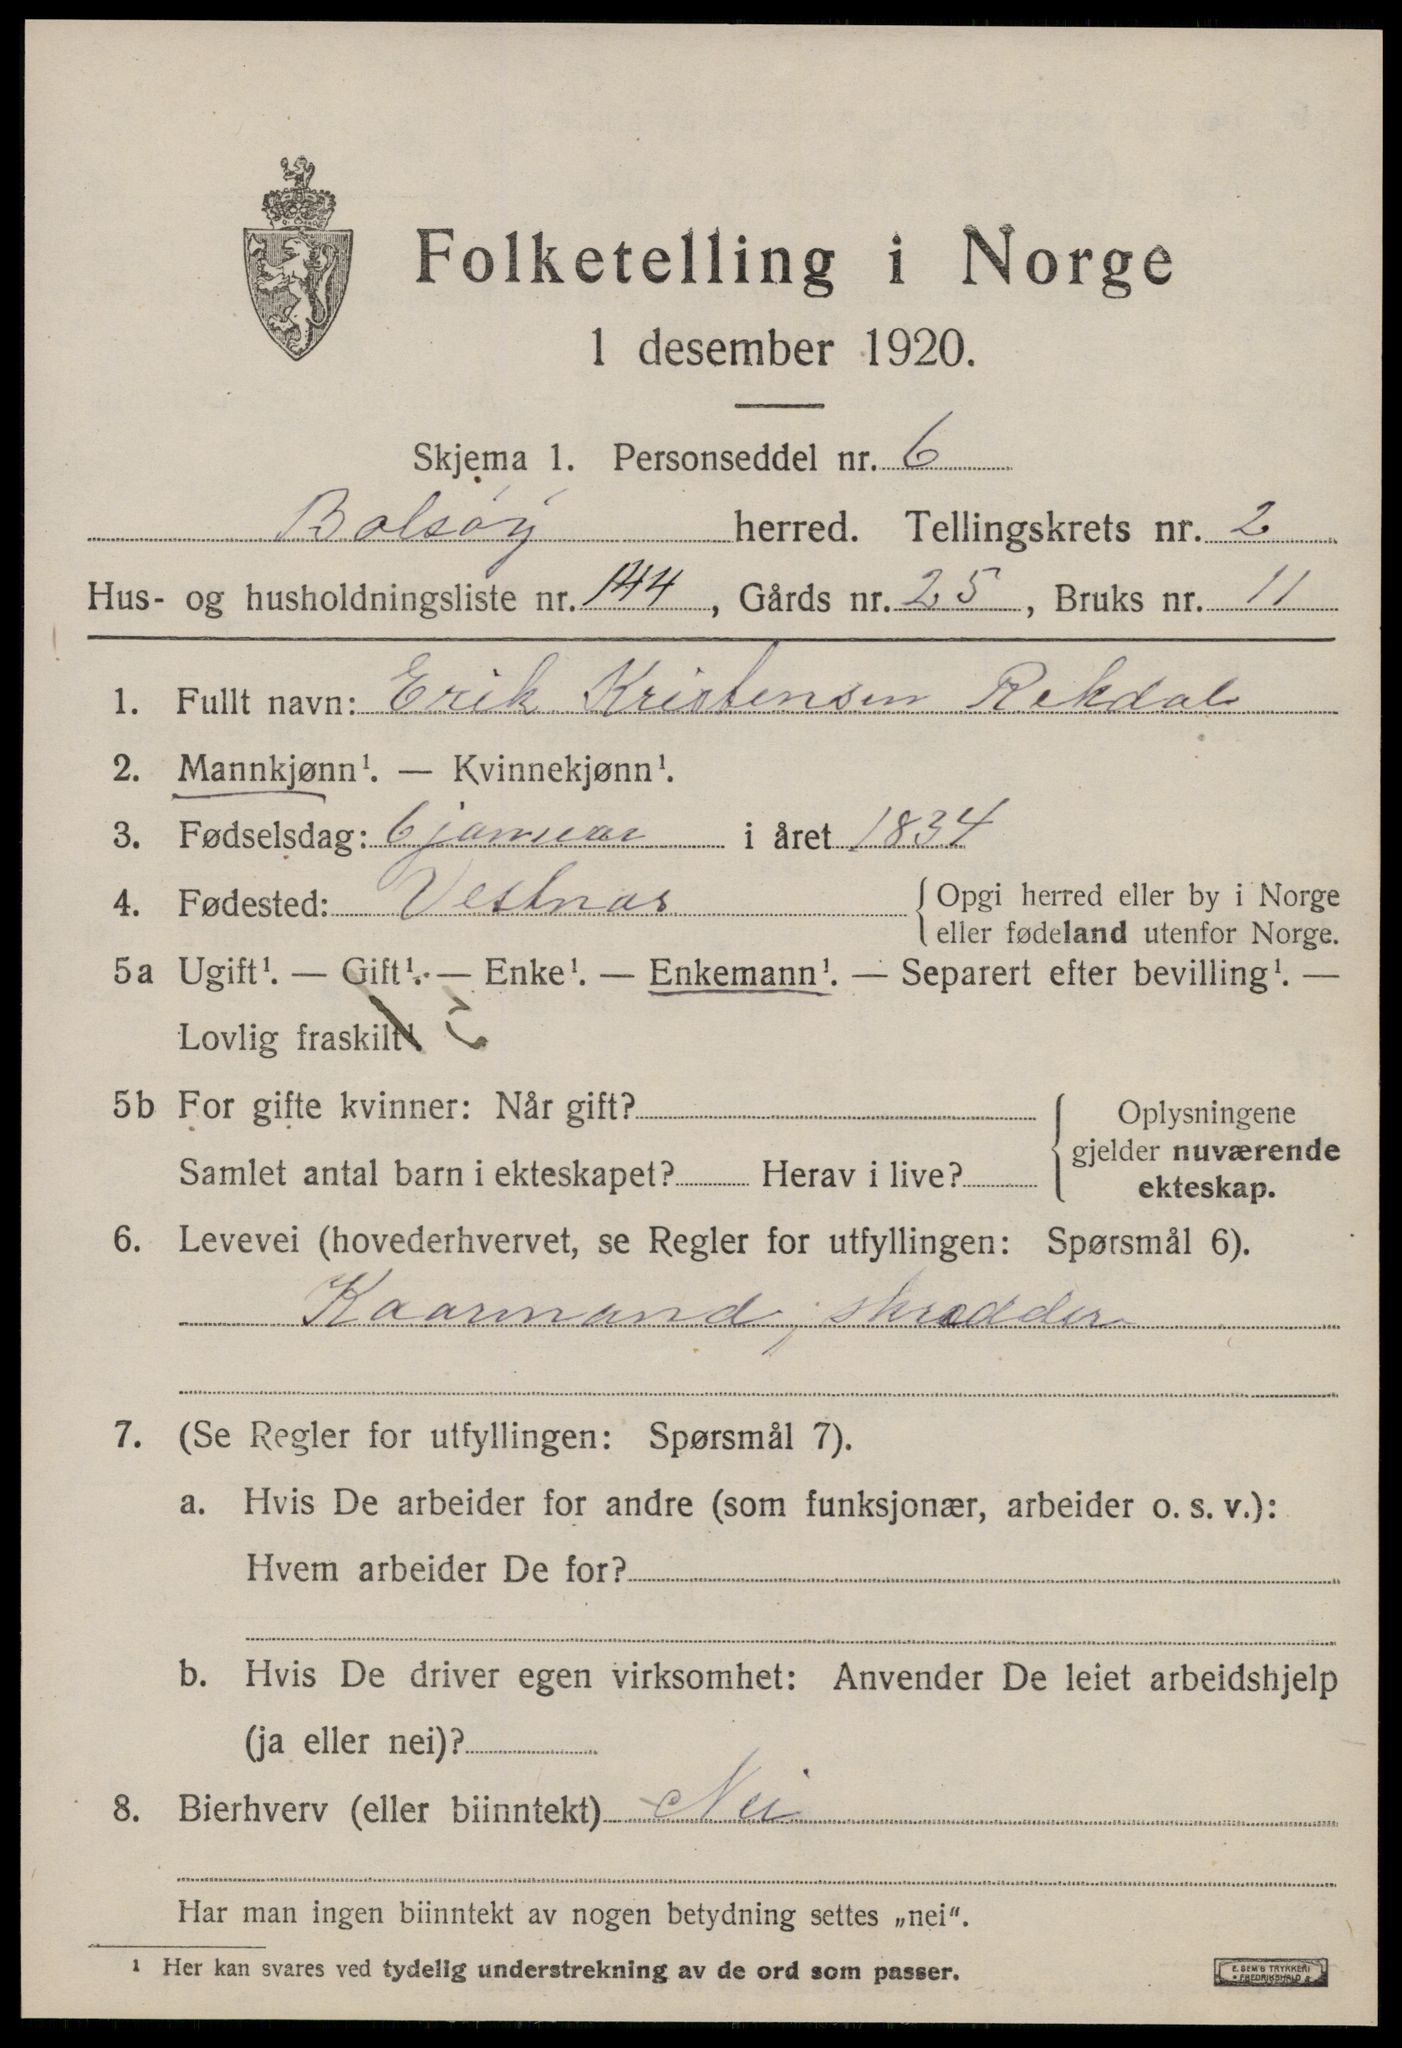 Folketelling i Norge
1 desember 1920.
Skjema 1. Personseddel nr. 6
Bolsöy herred. Tellingskrets nr. 2
Hus- og husholdningsliste nr. 144, Gårds nr. 25, Bruks nr. 11
1. Fullt navn: Erik Kristensen Rekdal
2. Mannkjønn¹. — Kvinnekjønn¹.
3. Fødselsdag: 6 januar i året 1834
4. Fødested: Vestnas { Opgi herred eller by i Norge
eller fødeland utenfor Norge.
5a Ugift¹. — Gift¹. — Enke¹. — Enkemann¹. — Separert efter bevilling¹. —
Lovlig fraskilt¹.
5b For gifte kvinner: Når gift?
Samlet antal barn i ekteskapet? Herav i live?
Oplysningene
gjelder nuværende
ekteskap.
6. Levevei (hovederhvervet, se Regler for utfyllingen: Spørsmål 6).
Kaarmand, skrædder
7. (Se Regler for utfyllingen: Spørsmål 7).
a. Hvis De arbeider for andre (som funksjonær, arbeider o. s. v.):
Hvem arbeider De for?
b. Hvis De driver egen virksomhet: Anvender De leiet arbeidshjelp
(ja eller nei)?
8. Bierhverv (eller biinntekt) Nei
Har man ingen biinntekt av nogen betydning settes „nei“.
¹ Her kan svares ved tydelig understrekning av de ord som passer.
E. SEM'S TRYKKERI
FREDRIKSHALD